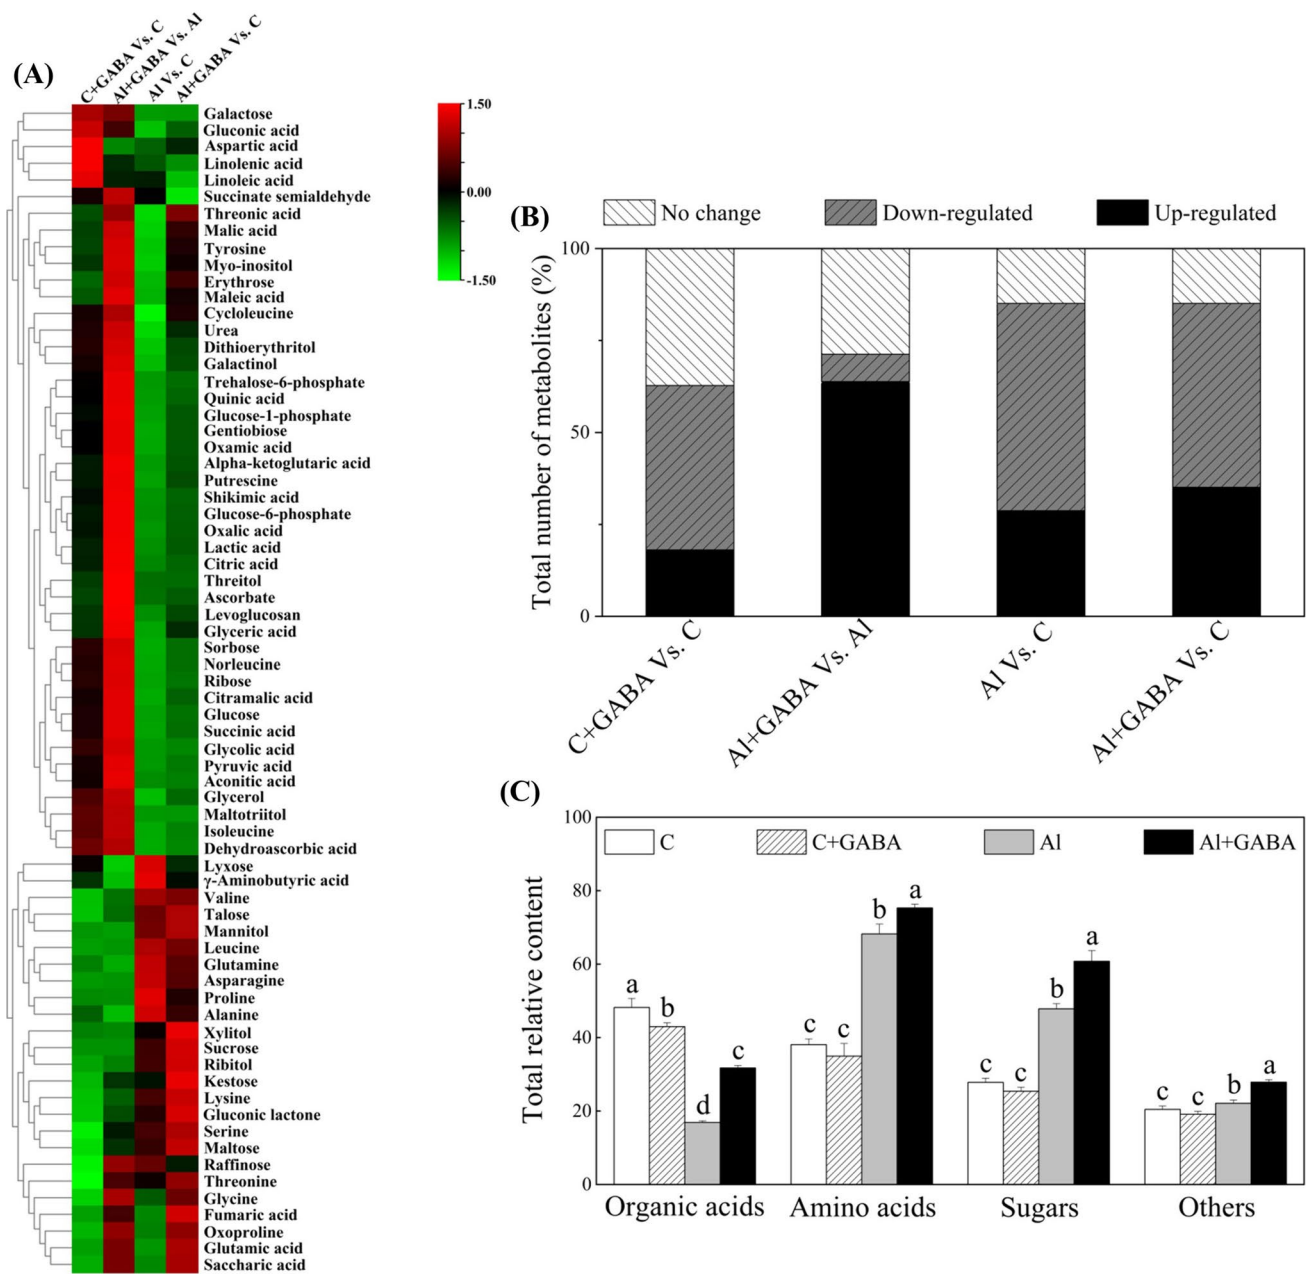 (A)
C+GABA Vs. C
Al+GABA Vs. Al
Al Vs. C
Al+GABA Vs. C
Galactose
Gluconic acid
Aspartic acid
Linolenic acid
Linoleic acid
Succinate semialdehyde
Threonic acid
Malic acid
Tyrosine
Myo-inositol
Erythrose
Maleic acid
Cycloleucine
Urea
Dithioerythritol
Galactinol
Trehalose-6-phosphate
Quinic acid
Glucose-1-phosphate
Gentiobiose
Oxamic acid
Alpha-ketoglutaric acid
Putrescine
Shikimic acid
Glucose-6-phosphate
Oxalic acid
Lactic acid
Citric acid
Threitol
Ascorbate
Levoglucosan
Glyceric acid
Sorbose
Norleucine
Ribose
Citramalic acid
Glucose
Succinic acid
Glycolic acid
Pyruvic acid
Aconitic acid
Glycerol
Maltotriitol
Isoleucine
Dehydroascorbic acid
Lyxose
γ-Aminobutyric acid
Valine
Talose
Mannitol
Leucine
Glutamine
Asparagine
Proline
Alanine
Xylitol
Sucrose
Ribitol
Kestose
Lysine
Gluconic lactone
Serine
Maltose
Raffinose
Threonine
Glycine
Fumaric acid
Oxoproline
Glutamic acid
Saccharic acid
1.50
0.00
-1.50
(B)
No change
Down-regulated
Up-regulated
Total number of metabolites (%)
100
50
0
C+GABA Vs. C
Al+GABA Vs. Al
Al Vs. C
Al+GABA Vs. C
(C)
C
C+GABA
Al
Al+GABA
Total relative content
100
80
60
40
20
0
a
b
d
c
c
c
b
a
c
c
b
a
c
c
b
a
Organic acids
Amino acids
Sugars
Others